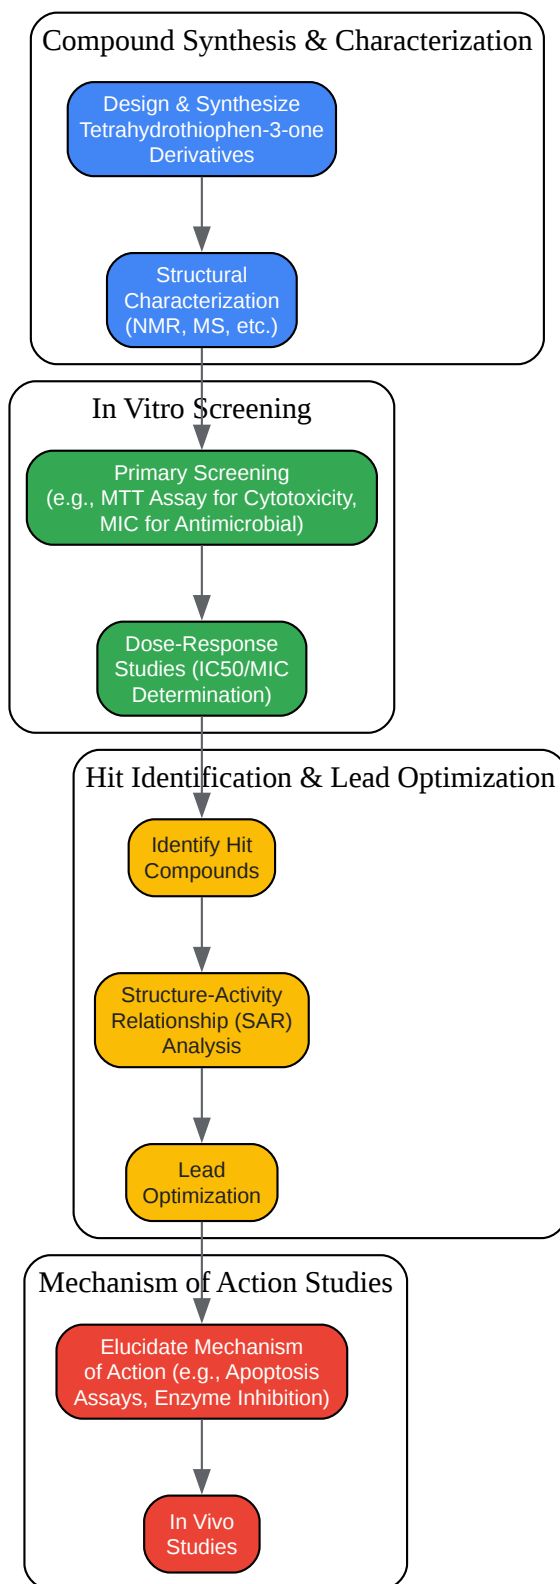 Compound Synthesis & Characterization
Design & Synthesize
Tetrahydrothiophen-3-one
Derivatives
Structural
Characterization
(NMR, MS, etc.)
In Vitro Screening
Primary Screening
(e.g., MTT Assay for Cytotoxicity,
MIC for Antimicrobial)
Dose-Response
Studies (IC50/MIC
Determination)
Hit Identification & Lead Optimization
Identify Hit
Compounds
Structure-Activity
Relationship (SAR)
Analysis
Lead
Optimization
Mechanism of Action Studies
Elucidate Mechanism
of Action (e.g., Apoptosis
Assays, Enzyme Inhibition)
In Vivo
Studies